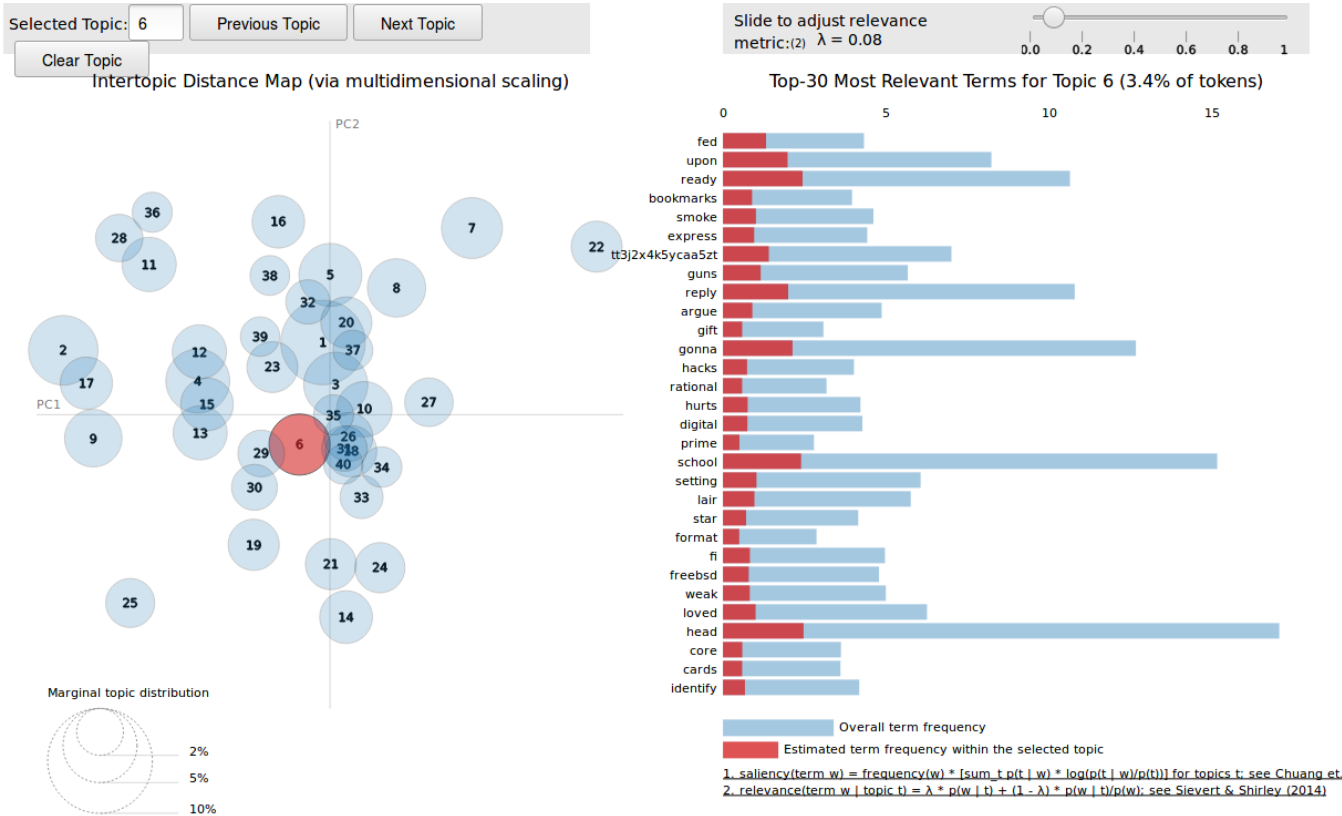 Selected Topic: 6 Previous Topic Next Topic
Clear Topic
Slide to adjust relevance
metric:(2) λ = 0.08
0.0 0.2 0.4 0.6 0.8 1
Intertopic Distance Map (via multidimensional scaling)
PC2
PC1
36
28
11
16
7
22
38
5
8
32
20
39
1
37
2
12
23
17
4
3
15
35
10
27
9
13
6
26
29
18
40
34
30
33
19
21
24
25
14
Marginal topic distribution
2%
5%
10%
Top-30 Most Relevant Terms for Topic 6 (3.4% of tokens)
0 5 10 15
fed
upon
ready
bookmarks
smoke
express
tt3j2x4k5ycaa5zt
guns
reply
argue
gift
gonna
hacks
rational
hurts
digital
prime
school
setting
lair
star
format
fi
freebsd
weak
loved
head
core
cards
identify
Overall term frequency
Estimated term frequency within the selected topic
1. saliency(term w) = frequency(w) * [sum_t p(t | w) * log(p(t | w)/p(t))] for topics t; see Chuang et.
2. relevance(term w | topic t) = λ * p(w | t) + (1 - λ) * p(w | t)/p(w); see Sievert & Shirley (2014)